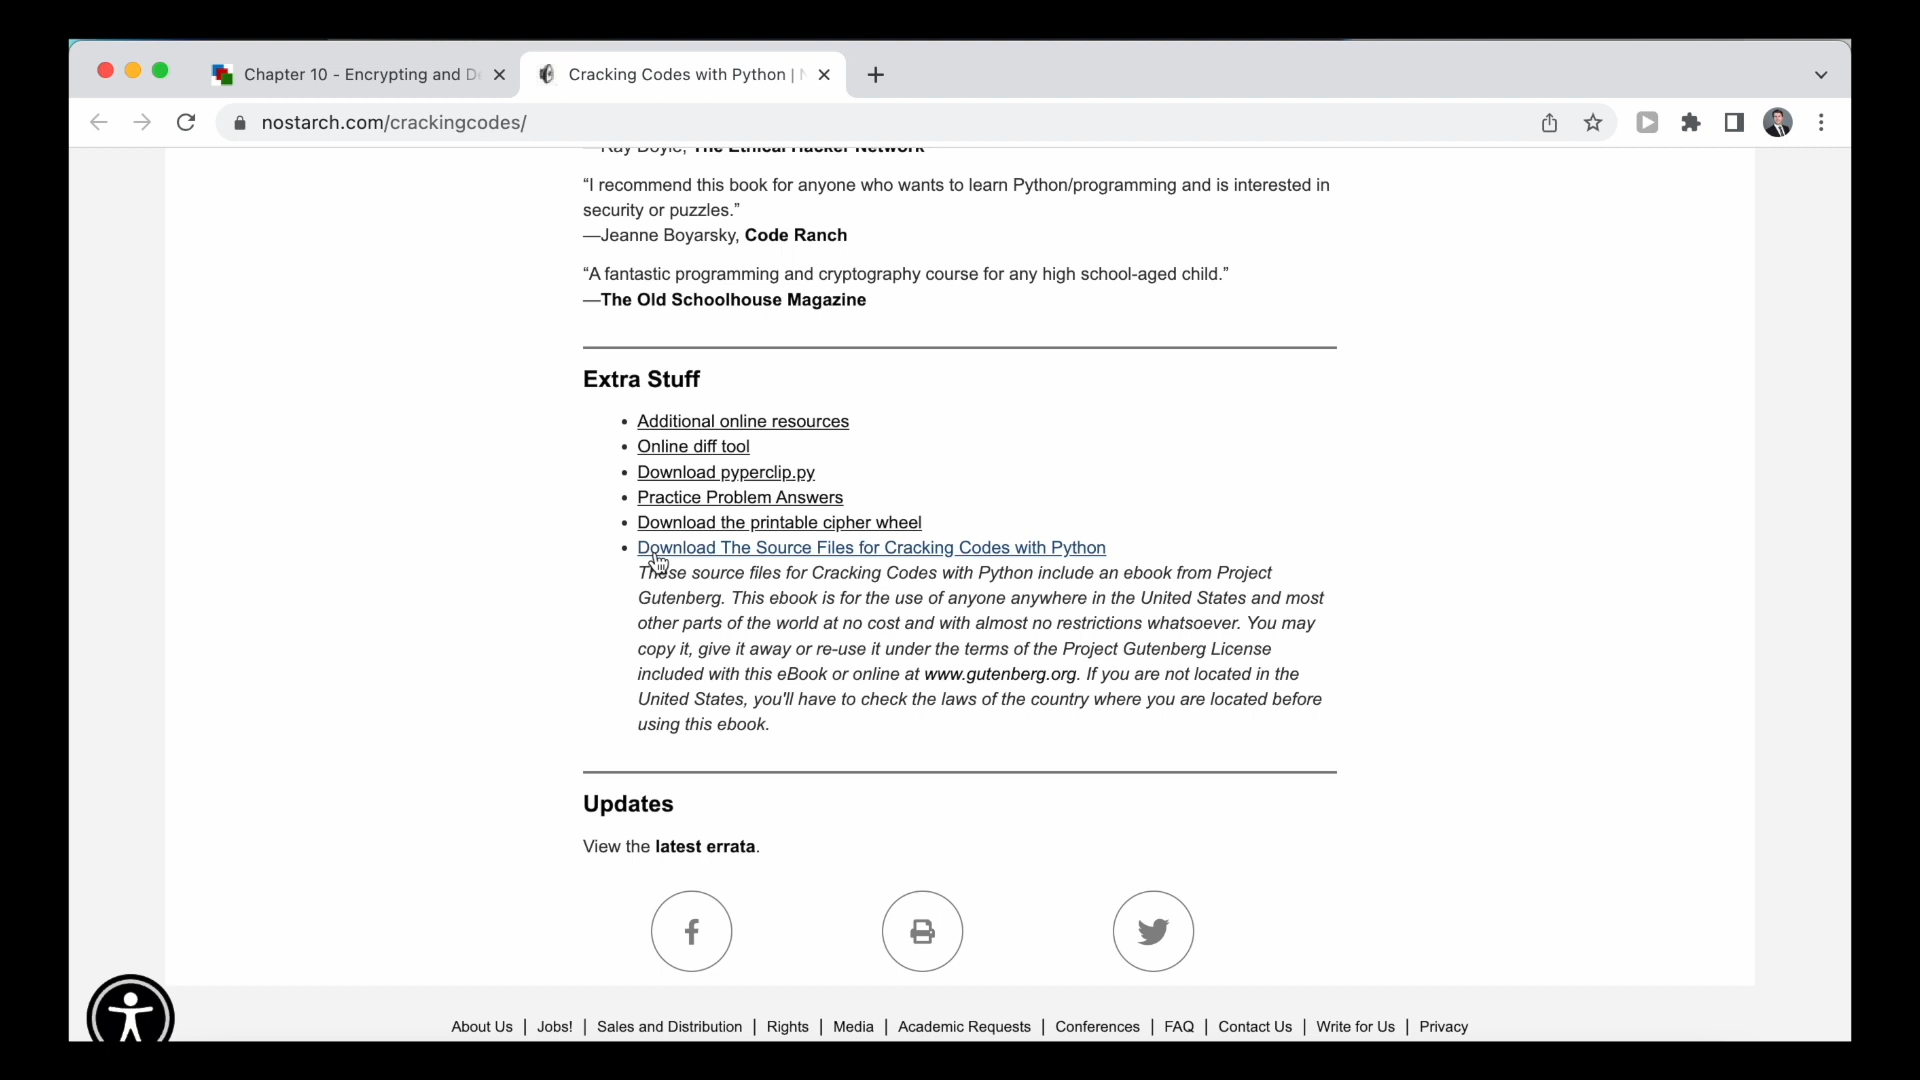 Chapter 10 - Encrypting and De
Cracking Codes with Python | N
nostarch.com/crackingcodes/
—Ray Doyle, The Ethical Hacker Network
“I recommend this book for anyone who wants to learn Python/programming and is interested in
security or puzzles.”
—Jeanne Boyarsky, Code Ranch
“A fantastic programming and cryptography course for any high school-aged child.”
—The Old Schoolhouse Magazine
Extra Stuff
• Additional online resources
• Online diff tool
• Download pyperclip.py
• Practice Problem Answers
• Download the printable cipher wheel
• Download The Source Files for Cracking Codes with Python
These source files for Cracking Codes with Python include an ebook from Project
Gutenberg. This ebook is for the use of anyone anywhere in the United States and most
other parts of the world at no cost and with almost no restrictions whatsoever. You may
copy it, give it away or re-use it under the terms of the Project Gutenberg License
included with this eBook or online at www.gutenberg.org. If you are not located in the
United States, you'll have to check the laws of the country where you are located before
using this ebook.
Updates
View the latest errata.
About Us | Jobs! | Sales and Distribution | Rights | Media | Academic Requests | Conferences | FAQ | Contact Us | Write for Us | Privacy